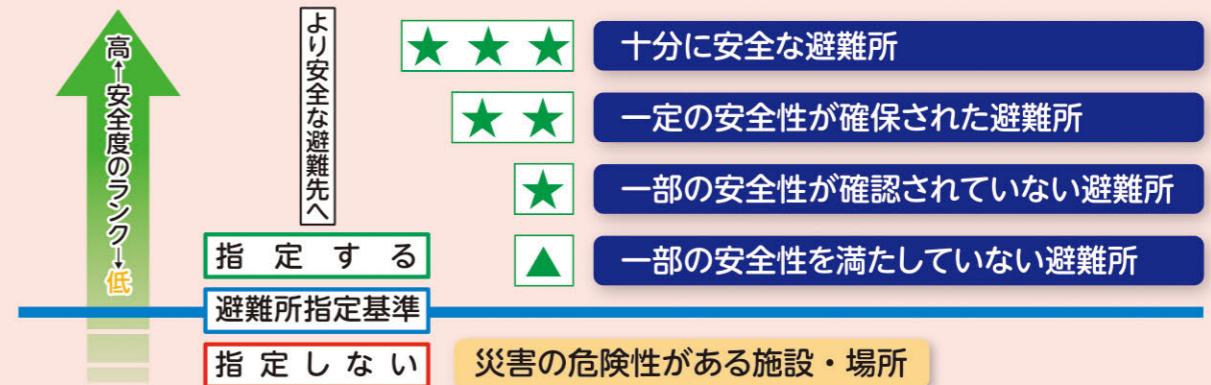 高←安全度のランク→低
より安全な避難先へ
★★★ 十分に安全な避難所
★★ 一定の安全性が確保された避難所
★ 一部の安全性が確認されていない避難所
指定する ▲ 一部の安全性を満たしていない避難所
避難所指定基準
指定しない 災害の危険性がある施設・場所